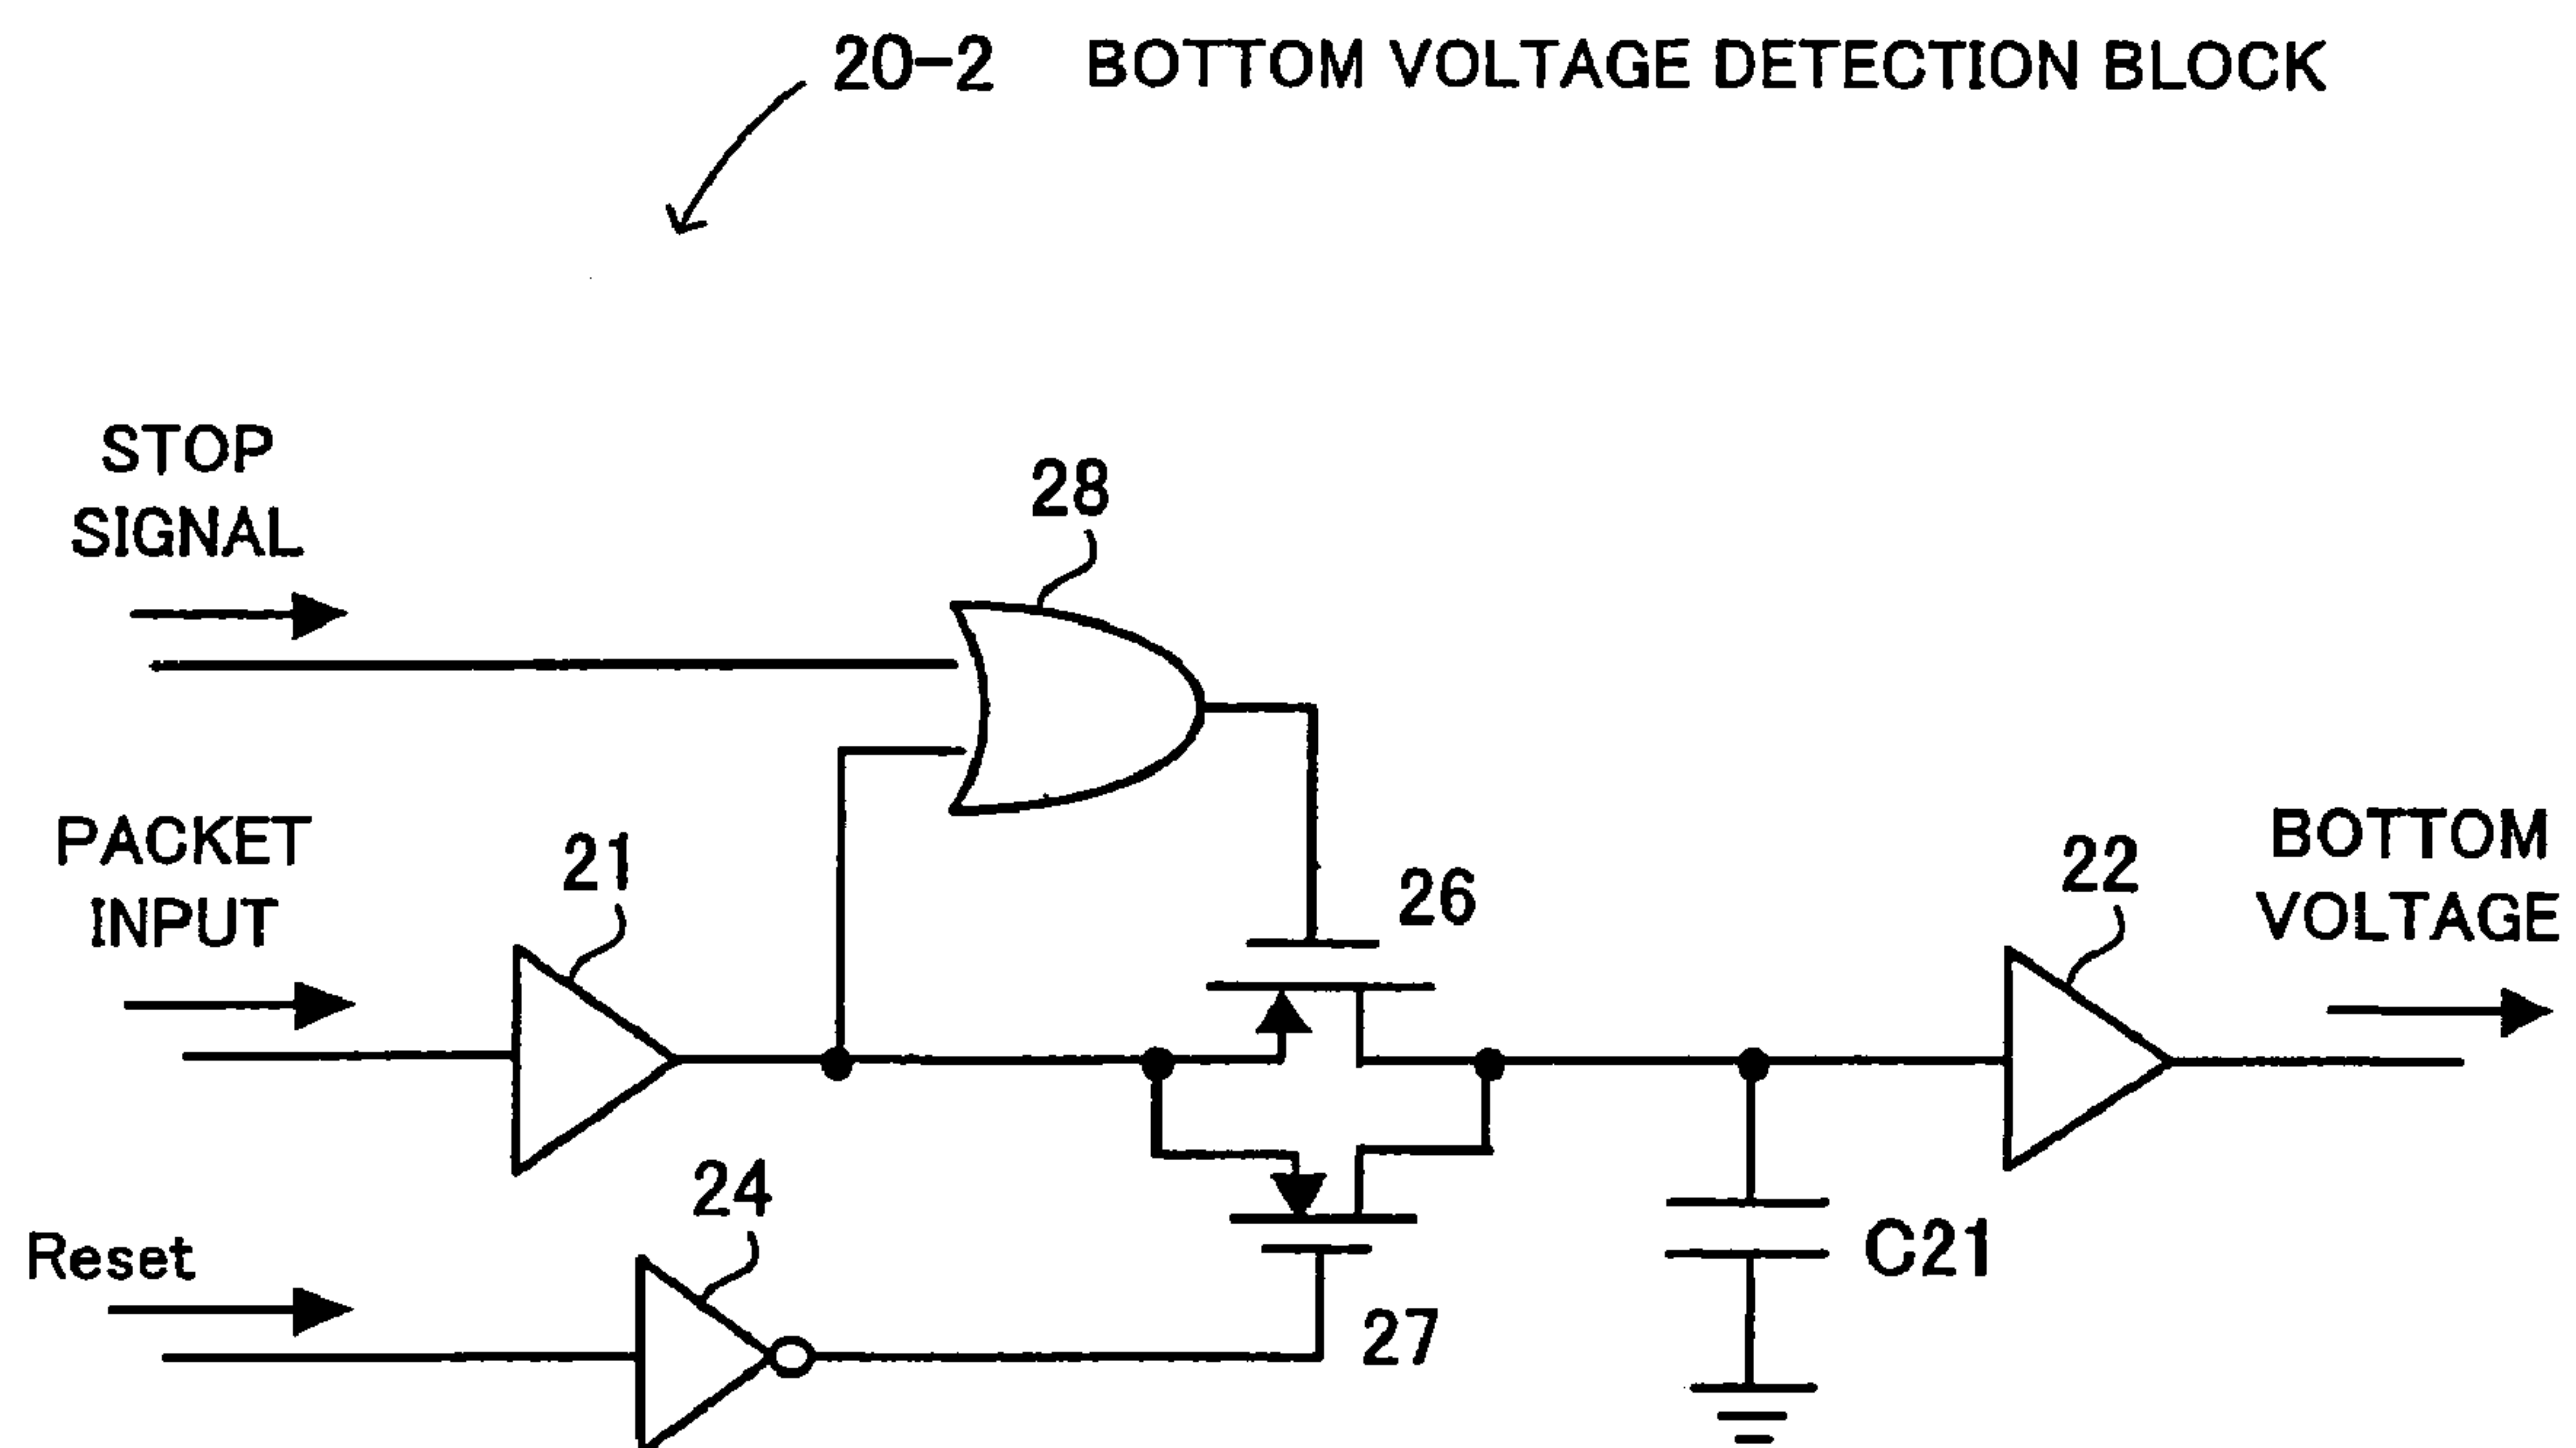 20-2 BOTTOM VOLTAGE DETECTION BLOCK
STOP
SIGNAL
28
PACKET
INPUT
21
26
22
BOTTOM
VOLTAGE
24
Reset
C21
27